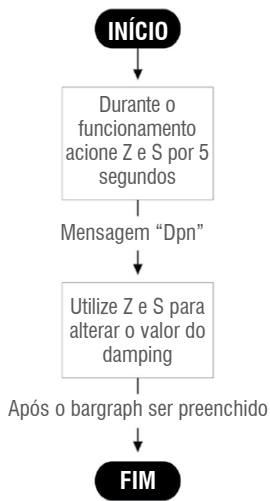 INÍCIO
Durante o
funcionamento
acione Z e S por 5
segundos
Mensagem “Dpn”
Utilize Z e S para
alterar o valor do
damping
Após o bargraph ser preenchido
FIM